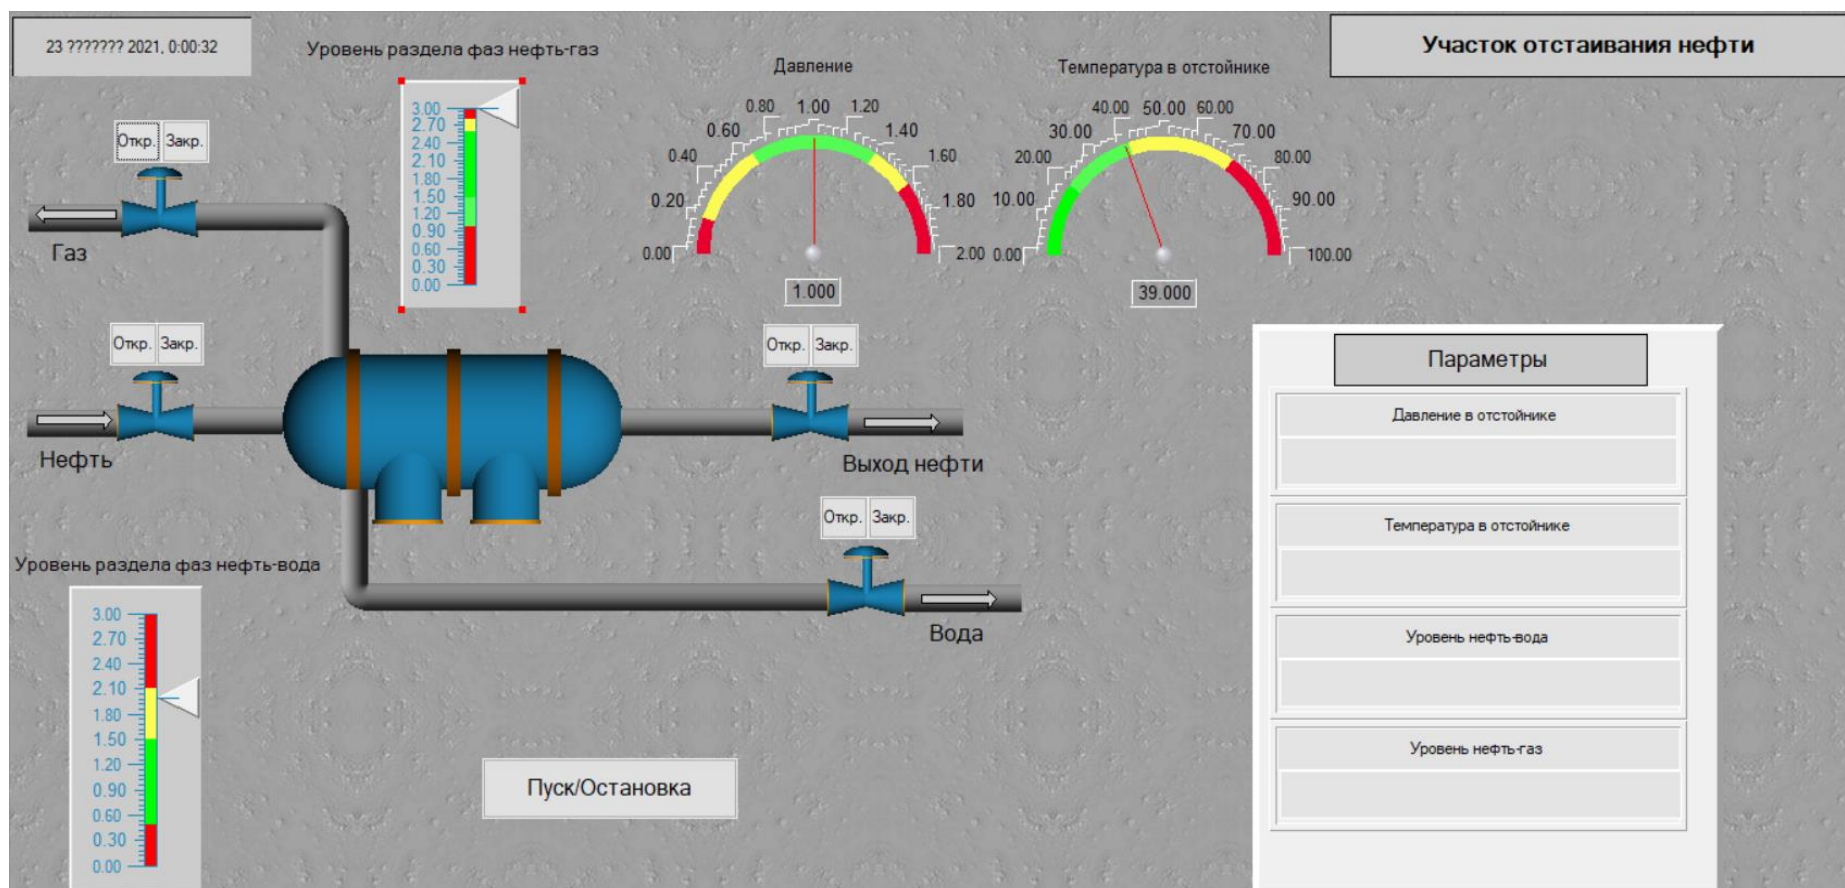 23 ??????? 2021, 0:00:32
Уровень раздела фаз нефть-газ
Участок отстаивания нефти
3.00
2.70
2.40
2.10
1.80
1.50
1.20
0.90
0.60
0.30
0.00
Давление
0.00
0.20
0.40
0.60
0.80
1.00
1.20
1.40
1.60
1.80
2.00
1.000
Температура в отстойнике
0.00
10.00
20.00
30.00
40.00
50.00
60.00
70.00
80.00
90.00
100.00
39.000
Откр. Закр.
Газ
Откр. Закр.
Нефть
Откр. Закр.
Выход нефти
Откр. Закр.
Вода
Уровень раздела фаз нефть-вода
3.00
2.70
2.40
2.10
1.80
1.50
1.20
0.90
0.60
0.30
0.00
Пуск/Остановка
Параметры
Давление в отстойнике
Температура в отстойнике
Уровень нефть-вода
Уровень нефть-газ